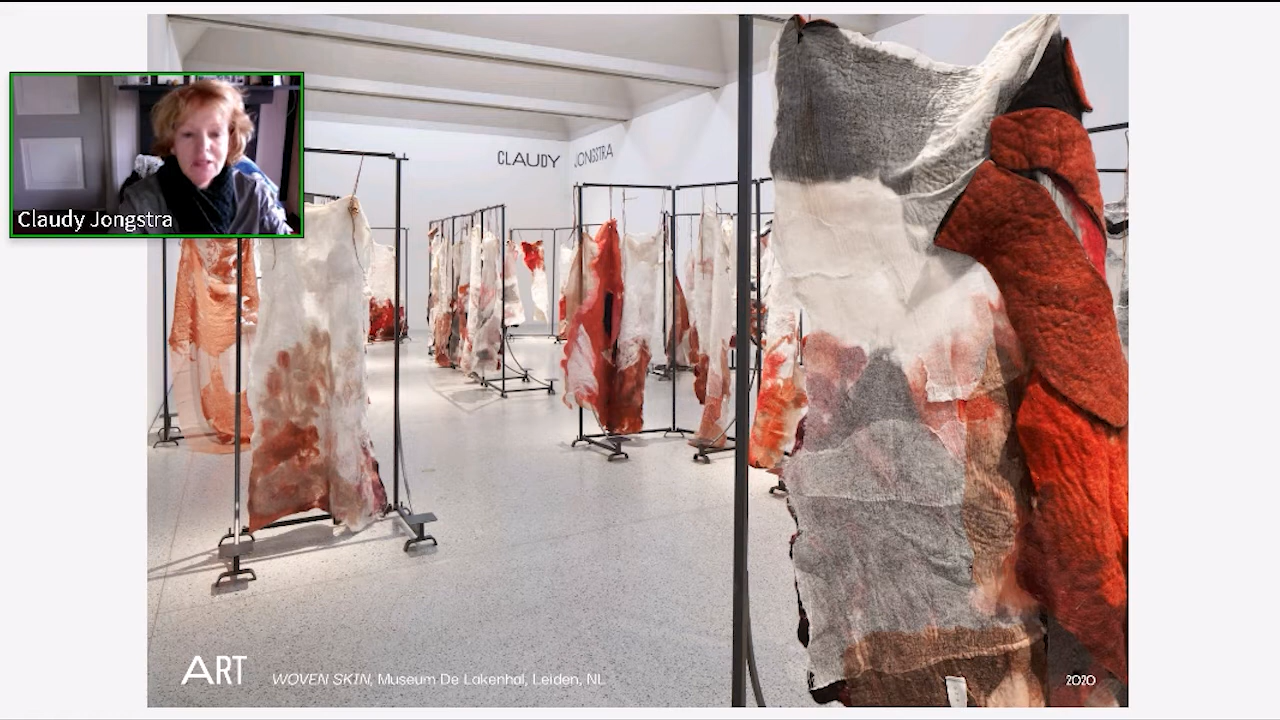 CLAUDY JONGSTRA
Claudy Jongstra
ART WOVEN SKIN, Museum De Lakenhal, Leiden, NL 2020